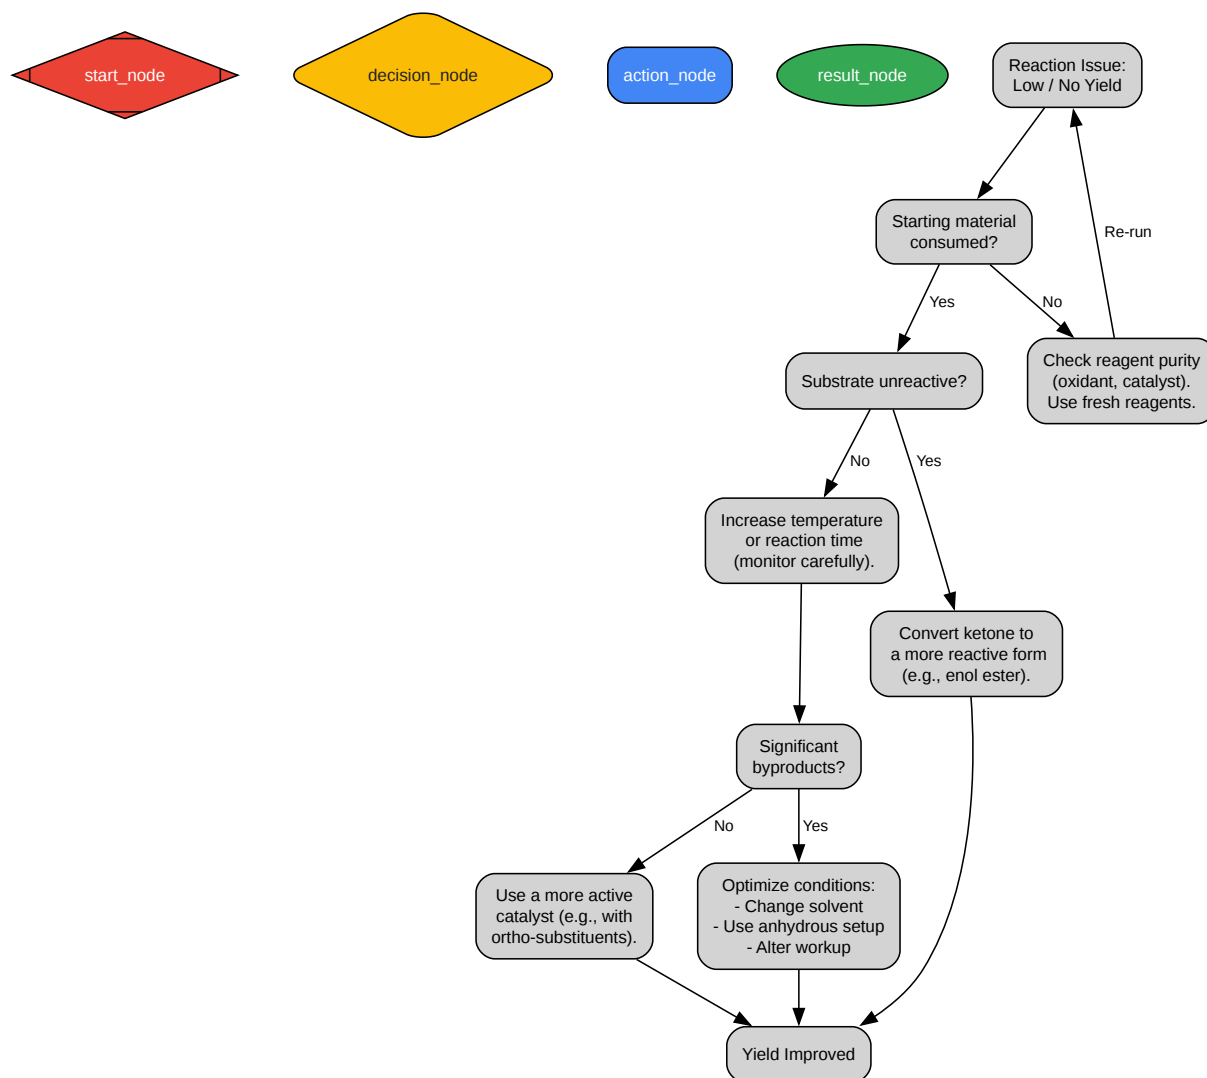 start_node
decision_node
action_node
result_node
Reaction Issue:
Low / No Yield
Starting material
consumed?
Re-run
Yes
No
Substrate unreactive?
Check reagent purity
(oxidant, catalyst).
Use fresh reagents.
No
Yes
Increase temperature
or reaction time
(monitor carefully).
Convert ketone to
a more reactive form
(e.g., enol ester).
Significant
byproducts?
No
Yes
Use a more active
catalyst (e.g., with
ortho-substituents).
Optimize conditions:
- Change solvent
- Use anhydrous setup
- Alter workup
Yield Improved